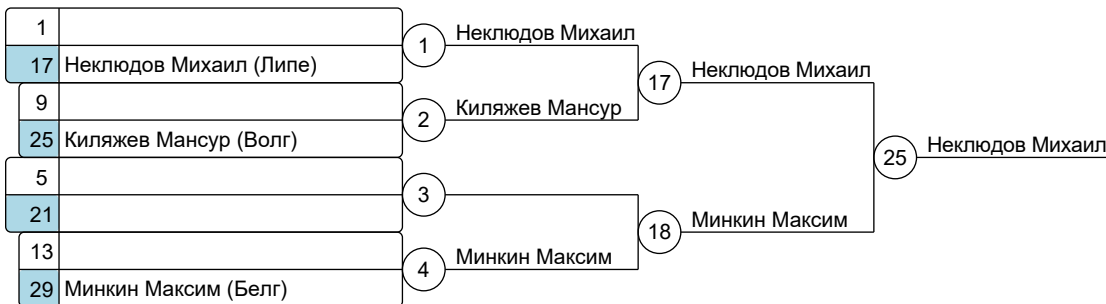 1
Неклюдов Михаил
1
17 Неклюдов Михаил (Липе)
Неклюдов Михаил
17
9
Киляжев Мансур
2
25 Киляжев Мансур (Волг)
Неклюдов Михаил
25
5
3
21
Минкин Максим
18
13
Минкин Максим
4
29 Минкин Максим (Белг)